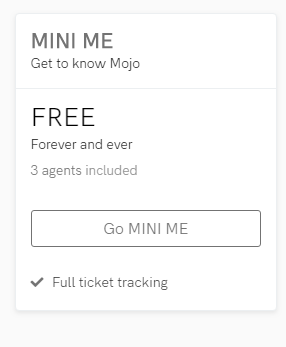 MINI ME
Get to know Mojo
FREE
Forever and ever
3 agents included
Go MINI ME
Full ticket tracking